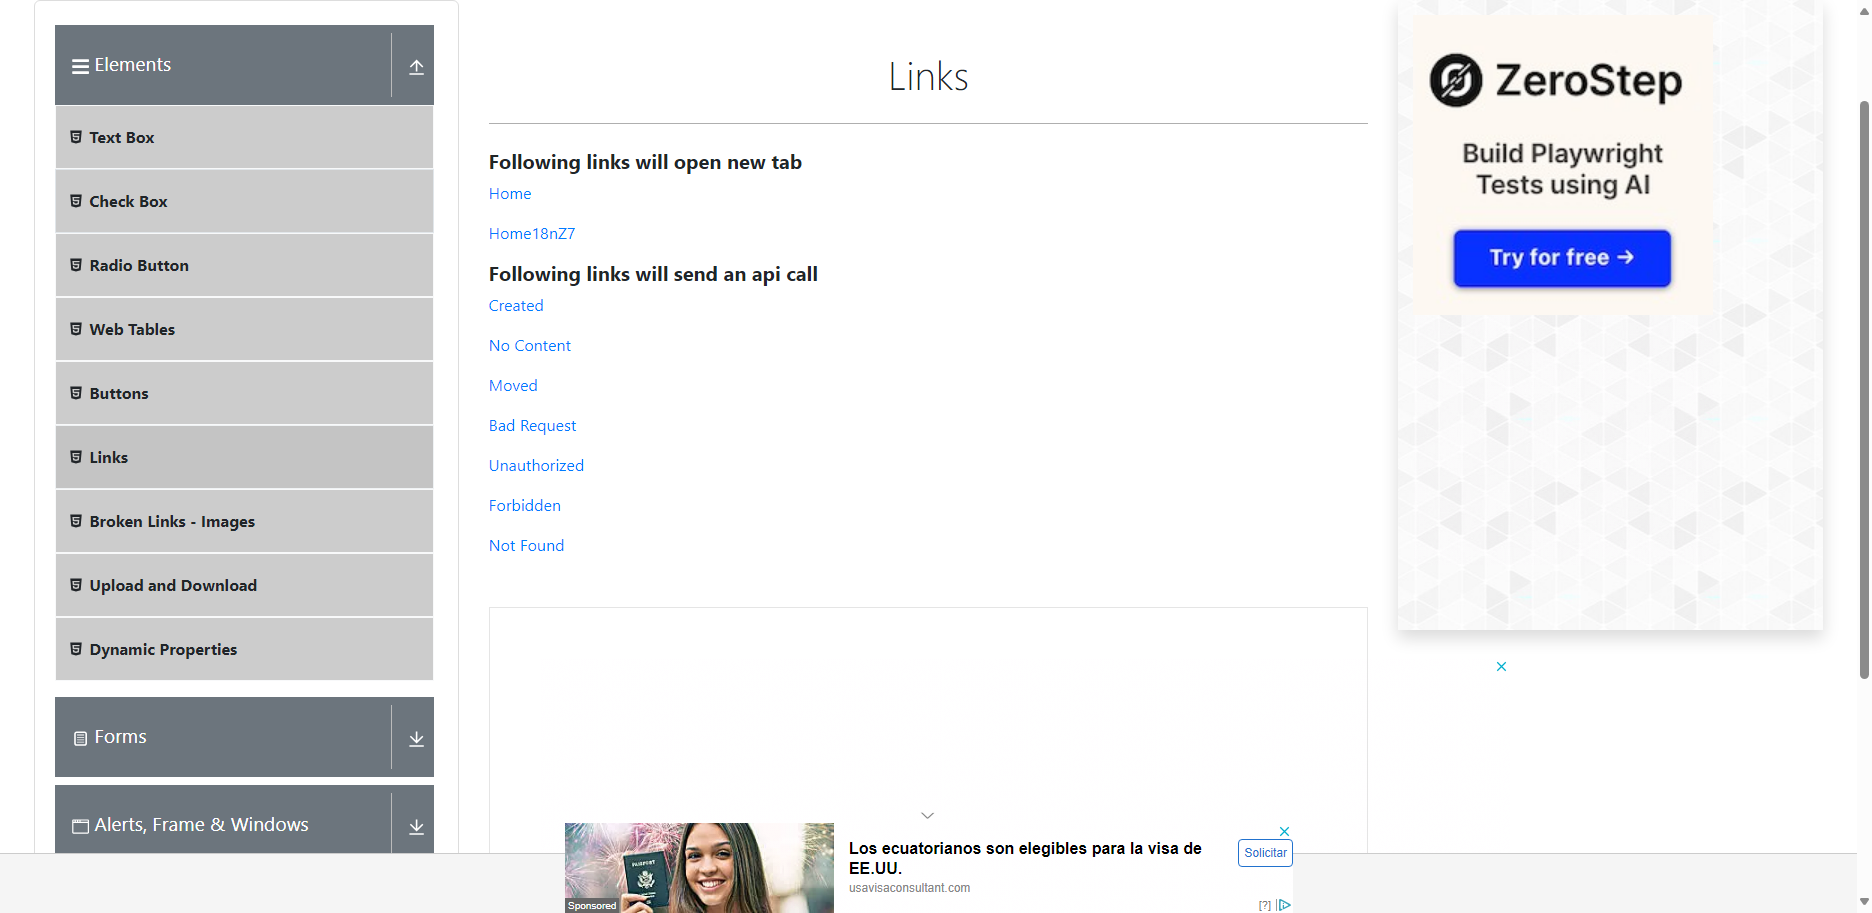 Elements
Text Box
Check Box
Radio Button
Web Tables
Buttons
Links
Broken Links - Images
Upload and Download
Dynamic Properties
Forms
Alerts, Frame & Windows
Links
Following links will open new tab
Home
Home18nZ7
Following links will send an api call
Created
No Content
Moved
Bad Request
Unauthorized
Forbidden
Not Found
ZeroStep
Build Playwright
Tests using AI
Try for free →
PASSPORT
Sponsored
Los ecuatorianos son elegibles para la visa de
EE.UU.
usavisaconsultant.com
Solicitar
[?]